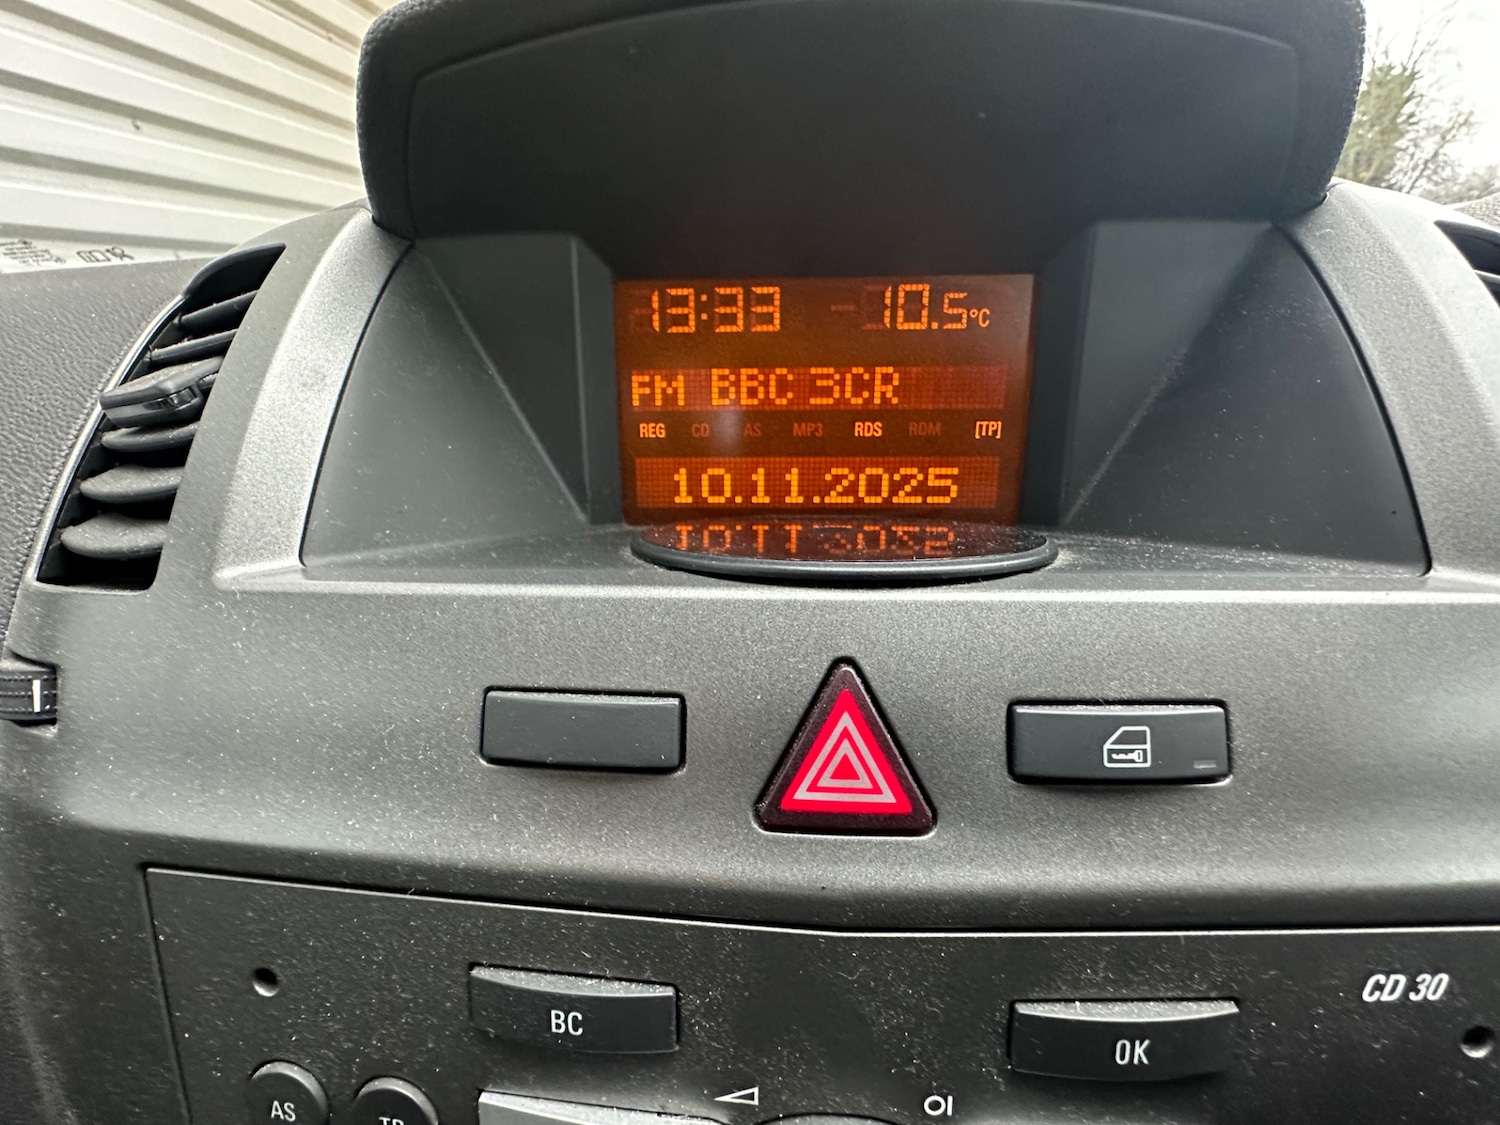 13:33 10.5°C
FM BBC 3CR
REG CD AS MP3 RDS RDM [TP]
10.11.2025
CD 30
BC
OK
AS